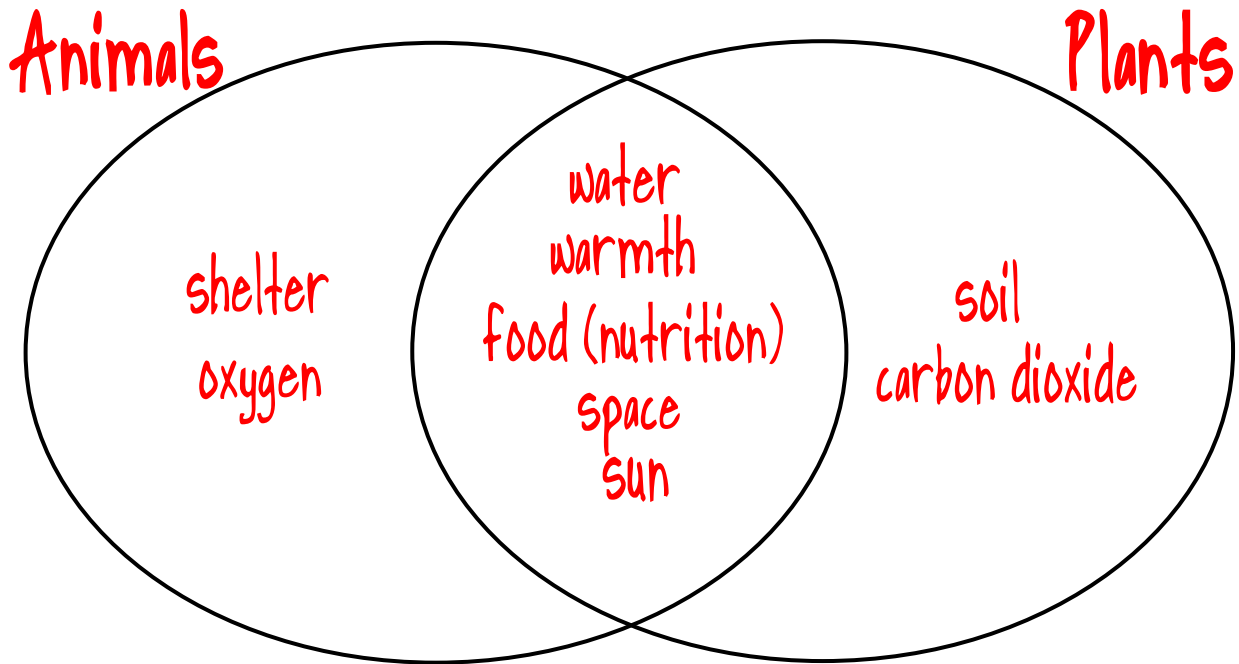 Animals
Plants
shelter
oxygen
water
warmth
food (nutrition)
space
sun
soil
carbon dioxide